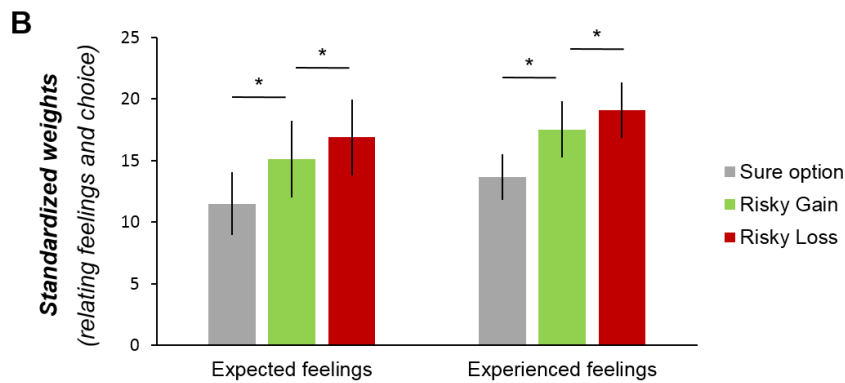 B
Standardized weights
(relating feelings and choice)
25
20
15
10
5
0
*
*
*
*
Expected feelings
Experienced feelings
Sure option
Risky Gain
Risky Loss